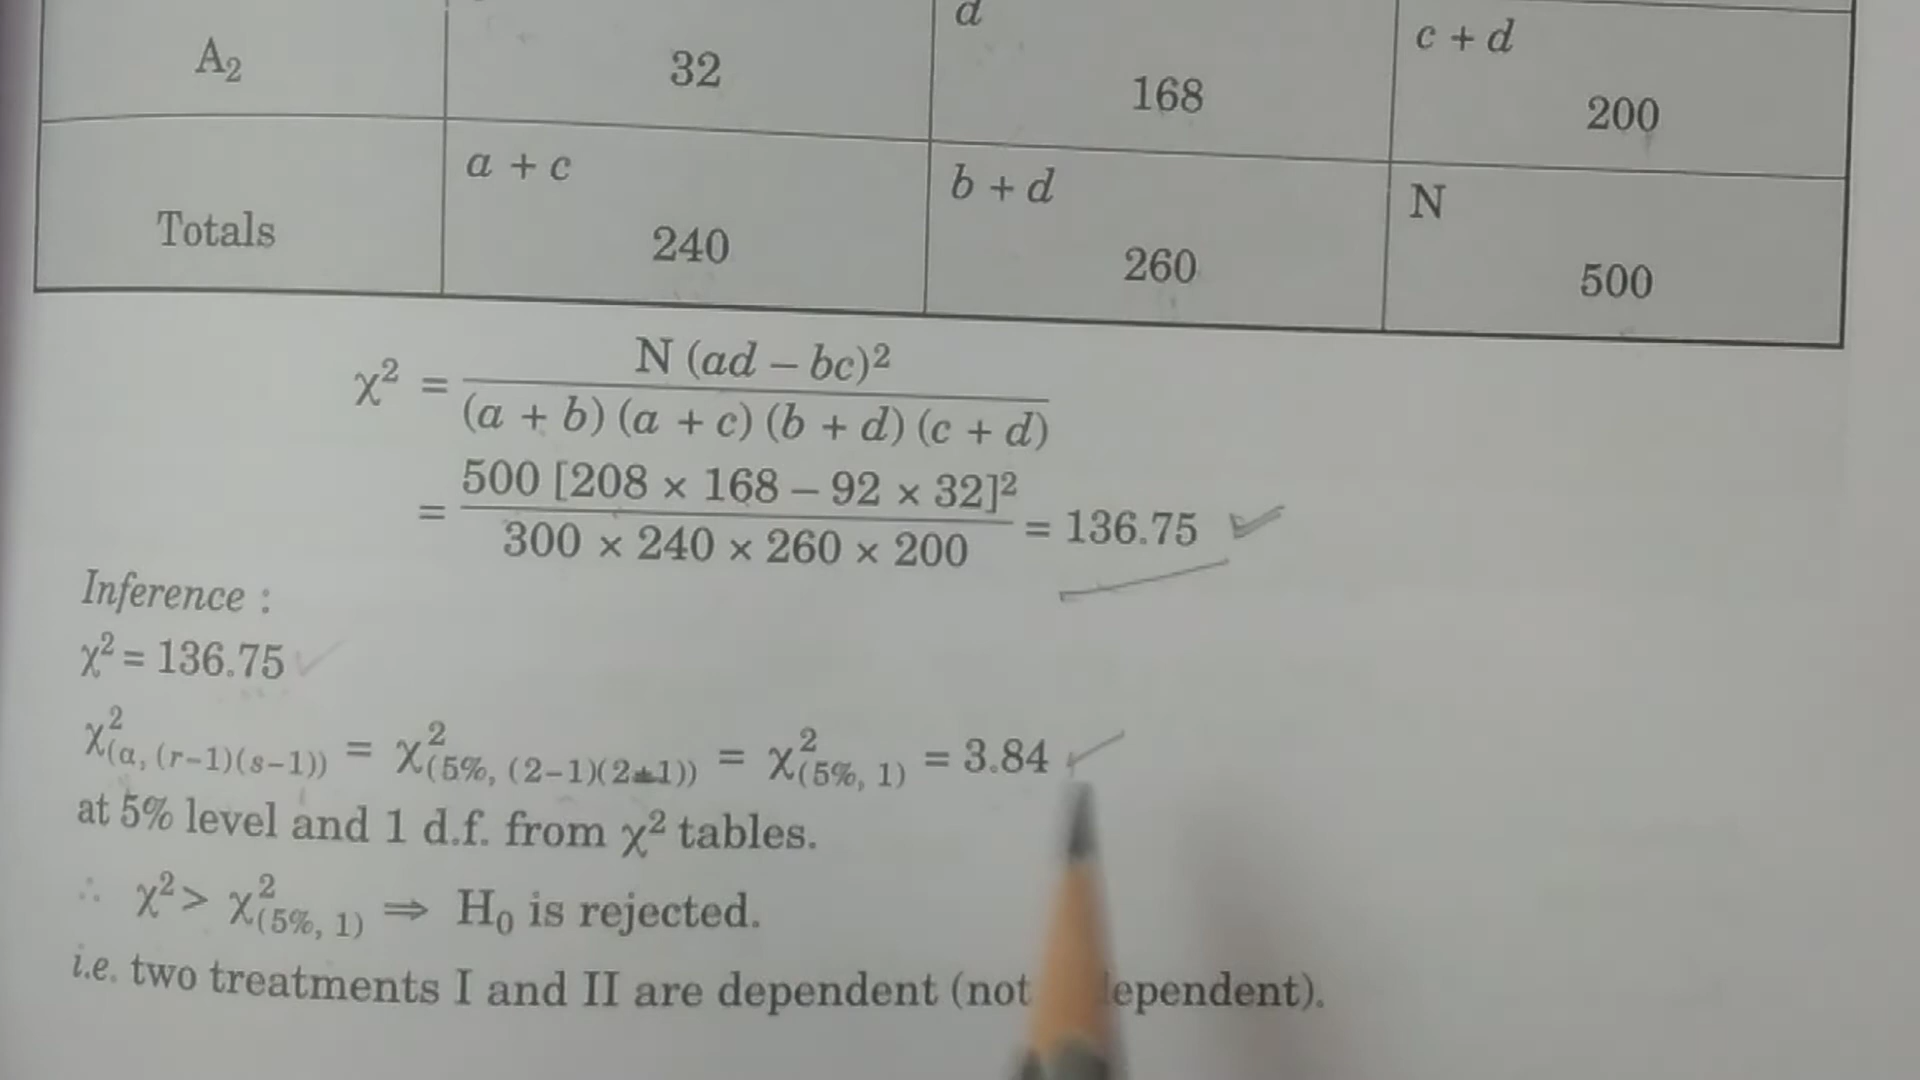 d c + d
A₂ 32 168 200
a + c b + d N
Totals 240 260 500
χ² = N (ad – bc)² / (a + b) (a + c) (b + d) (c + d)
= 500 [208 × 168 – 92 × 32]² / 300 × 240 × 260 × 200 = 136.75
Inference :
χ² = 136.75
χ²(α, (r–1)(s–1)) = χ²(5%, (2–1)(2–1)) = χ²(5%, 1) = 3.84
at 5% level and 1 d.f. from χ² tables.
∴ χ² > χ²(5%, 1) ⇒ H₀ is rejected.
i.e. two treatments I and II are dependent (not